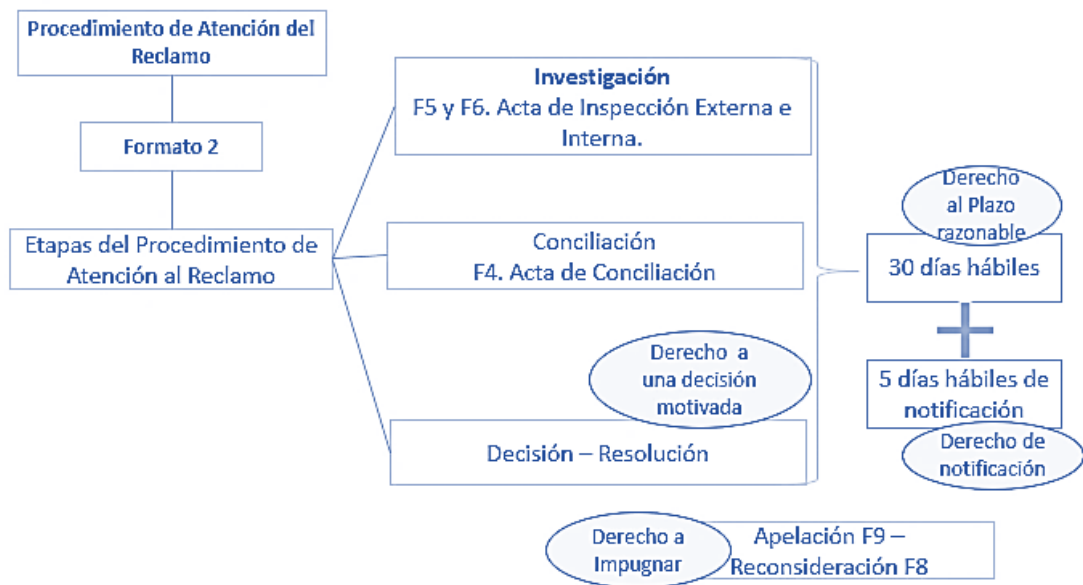 Procedimiento de Atención del
Reclamo
Formato 2
Etapas del Procedimiento de
Atención al Reclamo
Investigación
F5 y F6. Acta de Inspección Externa e
Interna.
Conciliación
F4. Acta de Conciliación
Derecho a
una decisión
motivada
Decisión – Resolución
Derecho
al Plazo
razonable
30 días hábiles
5 días hábiles de
notificación
Derecho de
notificación
Derecho a
Impugnar
Apelación F9 –
Reconsideración F8